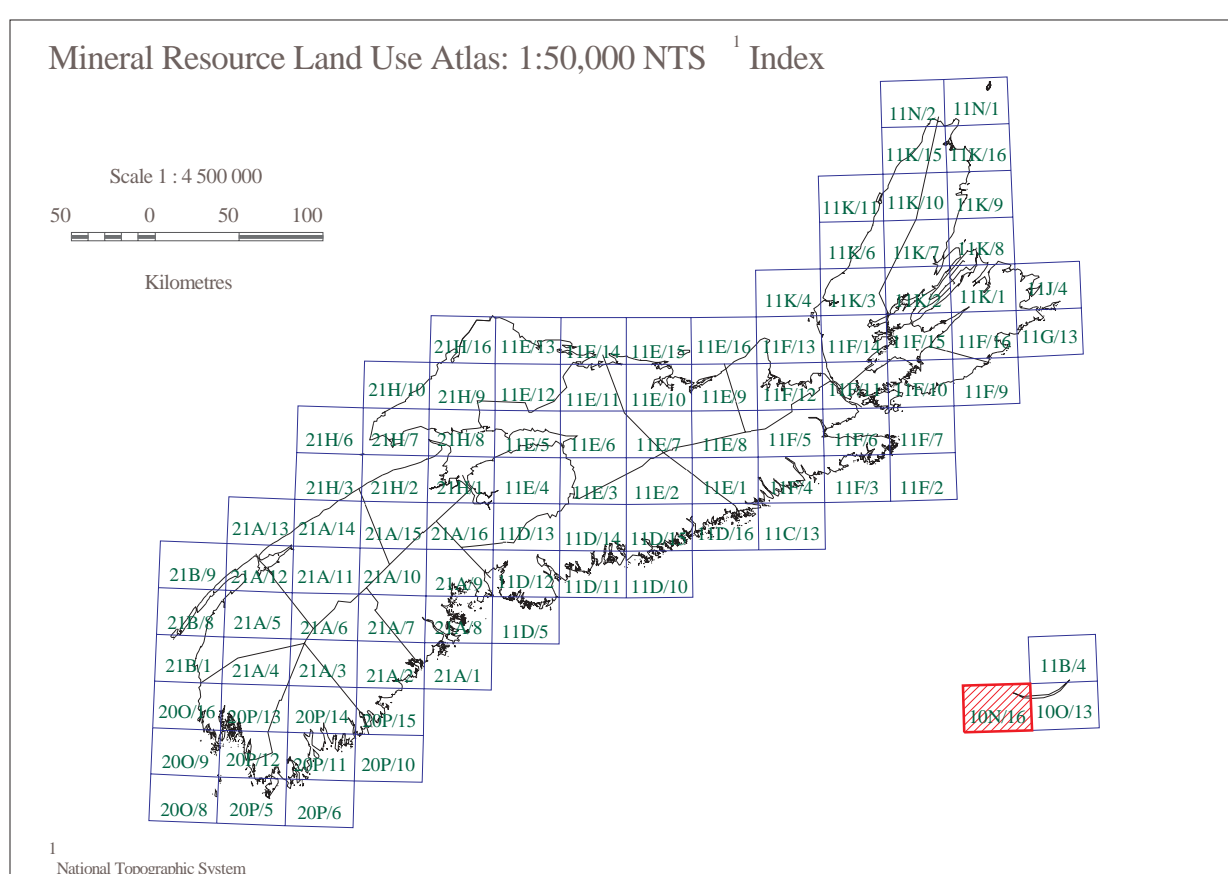 Mineral Resource Land Use Atlas: 1:50,000 NTS 1 Index
Scale 1 : 4 500 000
50 0 50 100
Kilometres
11N/2 11N/1
11K/15 11K/16
11K/11 11K/10 11K/9
11K/6 11K/7 11K/8
11K/4 11K/3 11K/2 11K/1 11J/4
21H/16 11E/13 11E/14 11E/15 11E/16 11F/13 11F/14 11F/15 11F/16 11G/13
21H/10 21H/9 11E/12 11E/11 11E/10 11E/9 11F/12 11F/11 11F/10 11F/9
21H/6 21H/7 21H/8 11E/5 11E/6 11E/7 11E/8 11F/5 11F/6 11F/7
21H/3 21H/2 21H/1 11E/4 11E/3 11E/2 11E/1 11F/4 11F/3 11F/2
21A/13 21A/14 21A/15 21A/16 11D/13 11D/14 11D/15 11D/16 11C/13
21B/9 21A/12 21A/11 21A/10 21A/9 11D/12 11D/11 11D/10
21B/8 21A/5 21A/6 21A/7 21A/8 11D/5
21B/1 21A/4 21A/3 21A/2 21A/1 11B/4
20O/16 20P/13 20P/14 20P/15 10N/16 10O/13
20O/9 20P/12 20P/11 20P/10
20O/8 20P/5 20P/6
1
National Topographic System